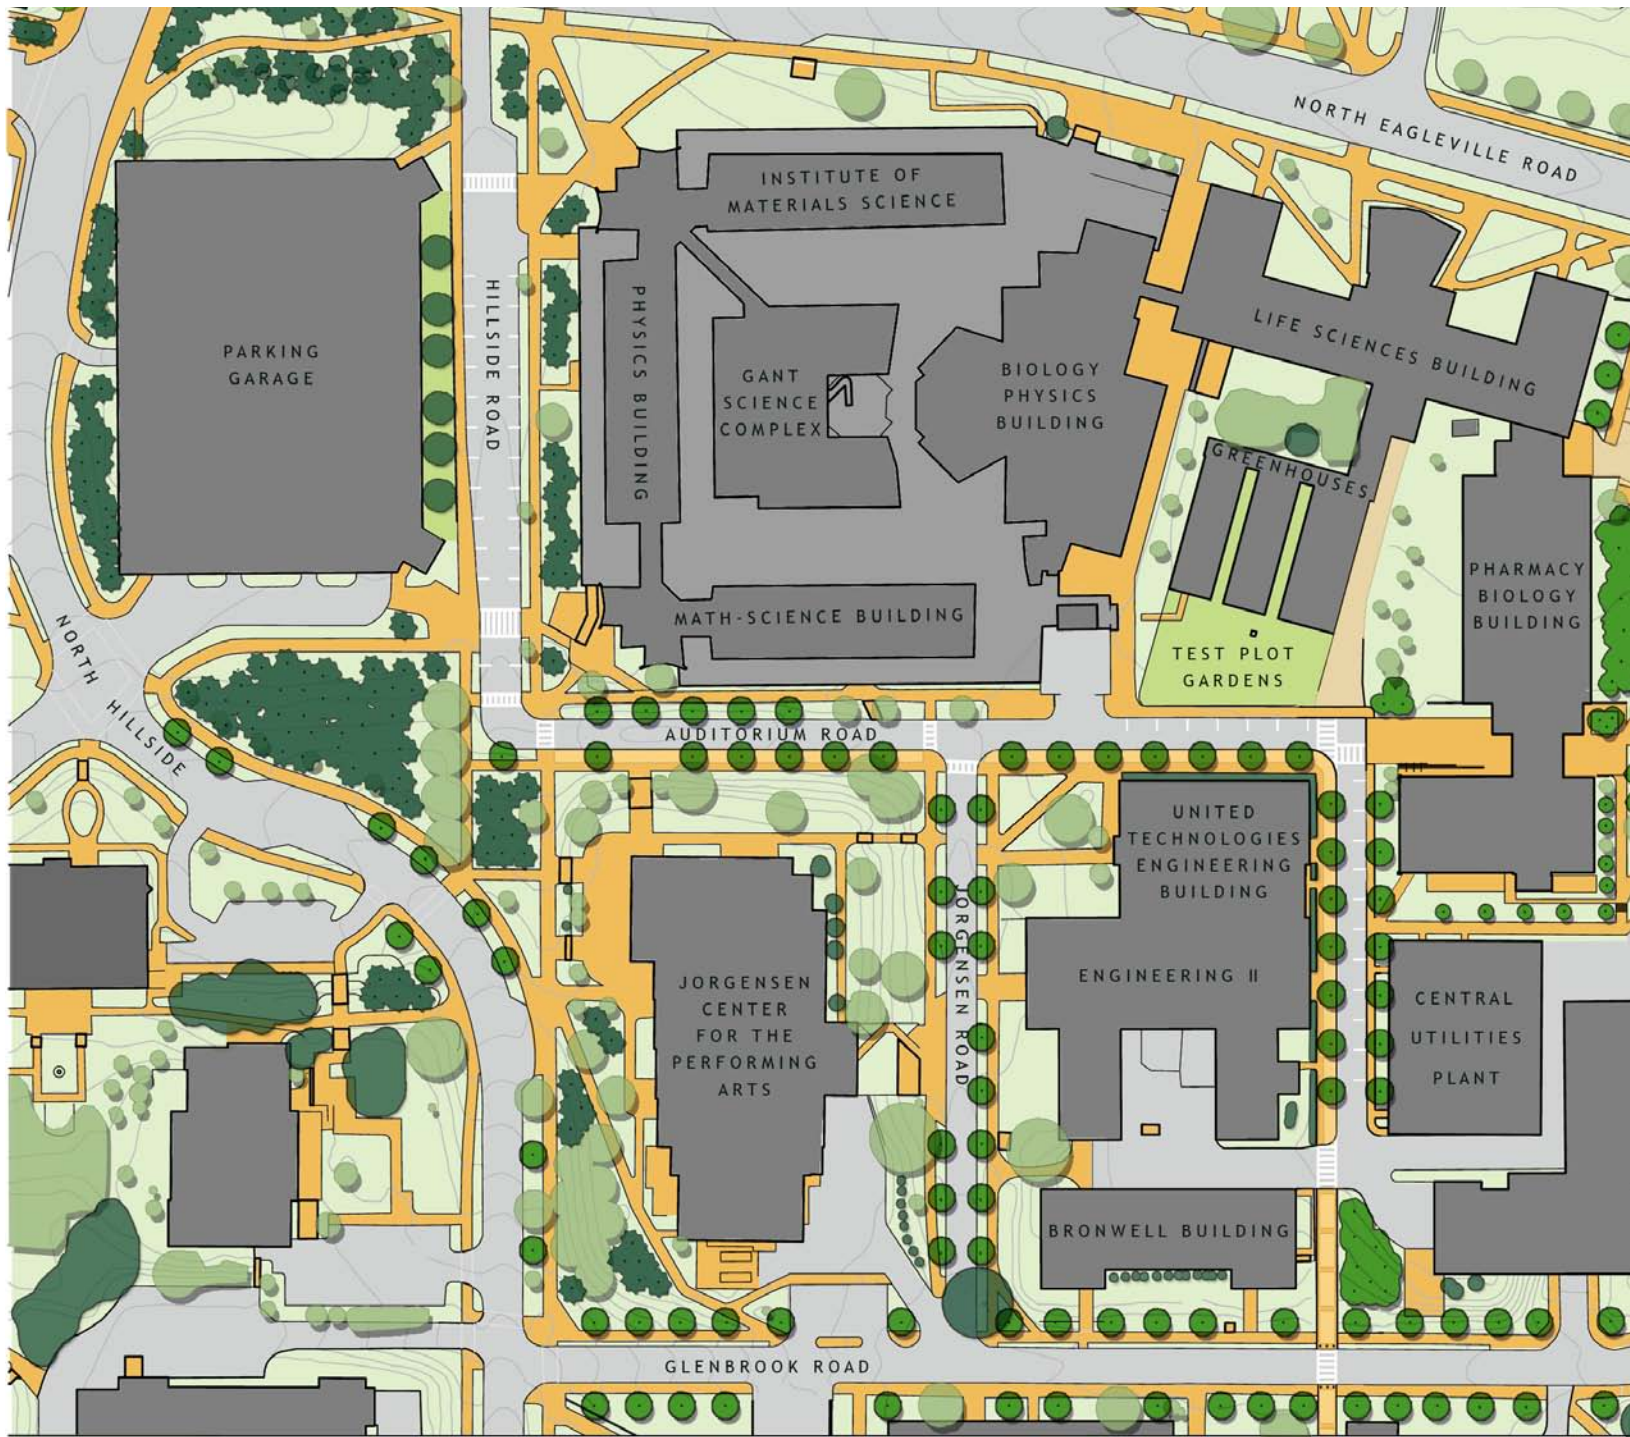 NORTH EAGLEVILLE ROAD
INSTITUTE OF
MATERIALS SCIENCE
HILLSIDE ROAD
PHYSICS BUILDING
PARKING
GARAGE
GANT
SCIENCE
COMPLEX
BIOLOGY
PHYSICS
BUILDING
LIFE SCIENCES BUILDING
GREENHOUSES
PHARMACY
BIOLOGY
BUILDING
MATH-SCIENCE BUILDING
TEST PLOT
GARDENS
NORTH HILLSIDE
AUDITORIUM ROAD
UNITED
TECHNOLOGIES
ENGINEERING
BUILDING
JORGENSEN ROAD
ENGINEERING II
JORGENSEN
CENTER
FOR THE
PERFORMING
ARTS
CENTRAL
UTILITIES
PLANT
BRONWELL BUILDING
GLENBROOK ROAD